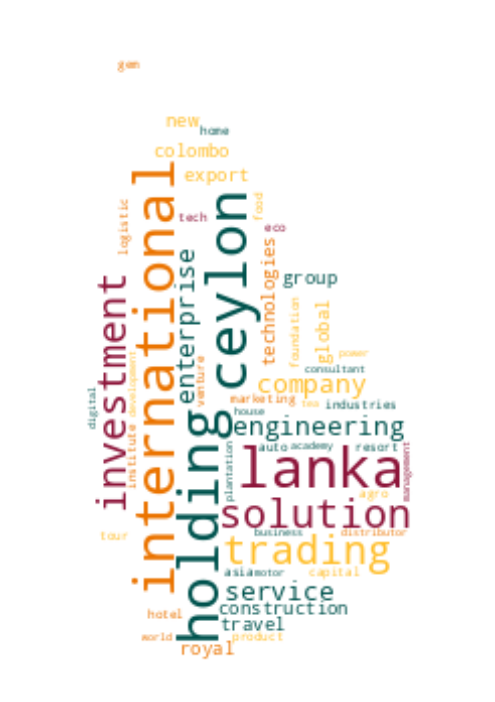 gem
new
home
colombo
export
international
logistic
tech
food
ceylon
eco
technologies
enterprise
group
investment
foundation
global
development
venture
power
consultant
company
digital
marketing
house
tea
industries
holding
engineering
institute
auto
academy
resort
plantation
lanka
management
agro
solution
tour
business
distributor
trading
asia
motor
capital
service
construction
hotel
travel
world
product
royal